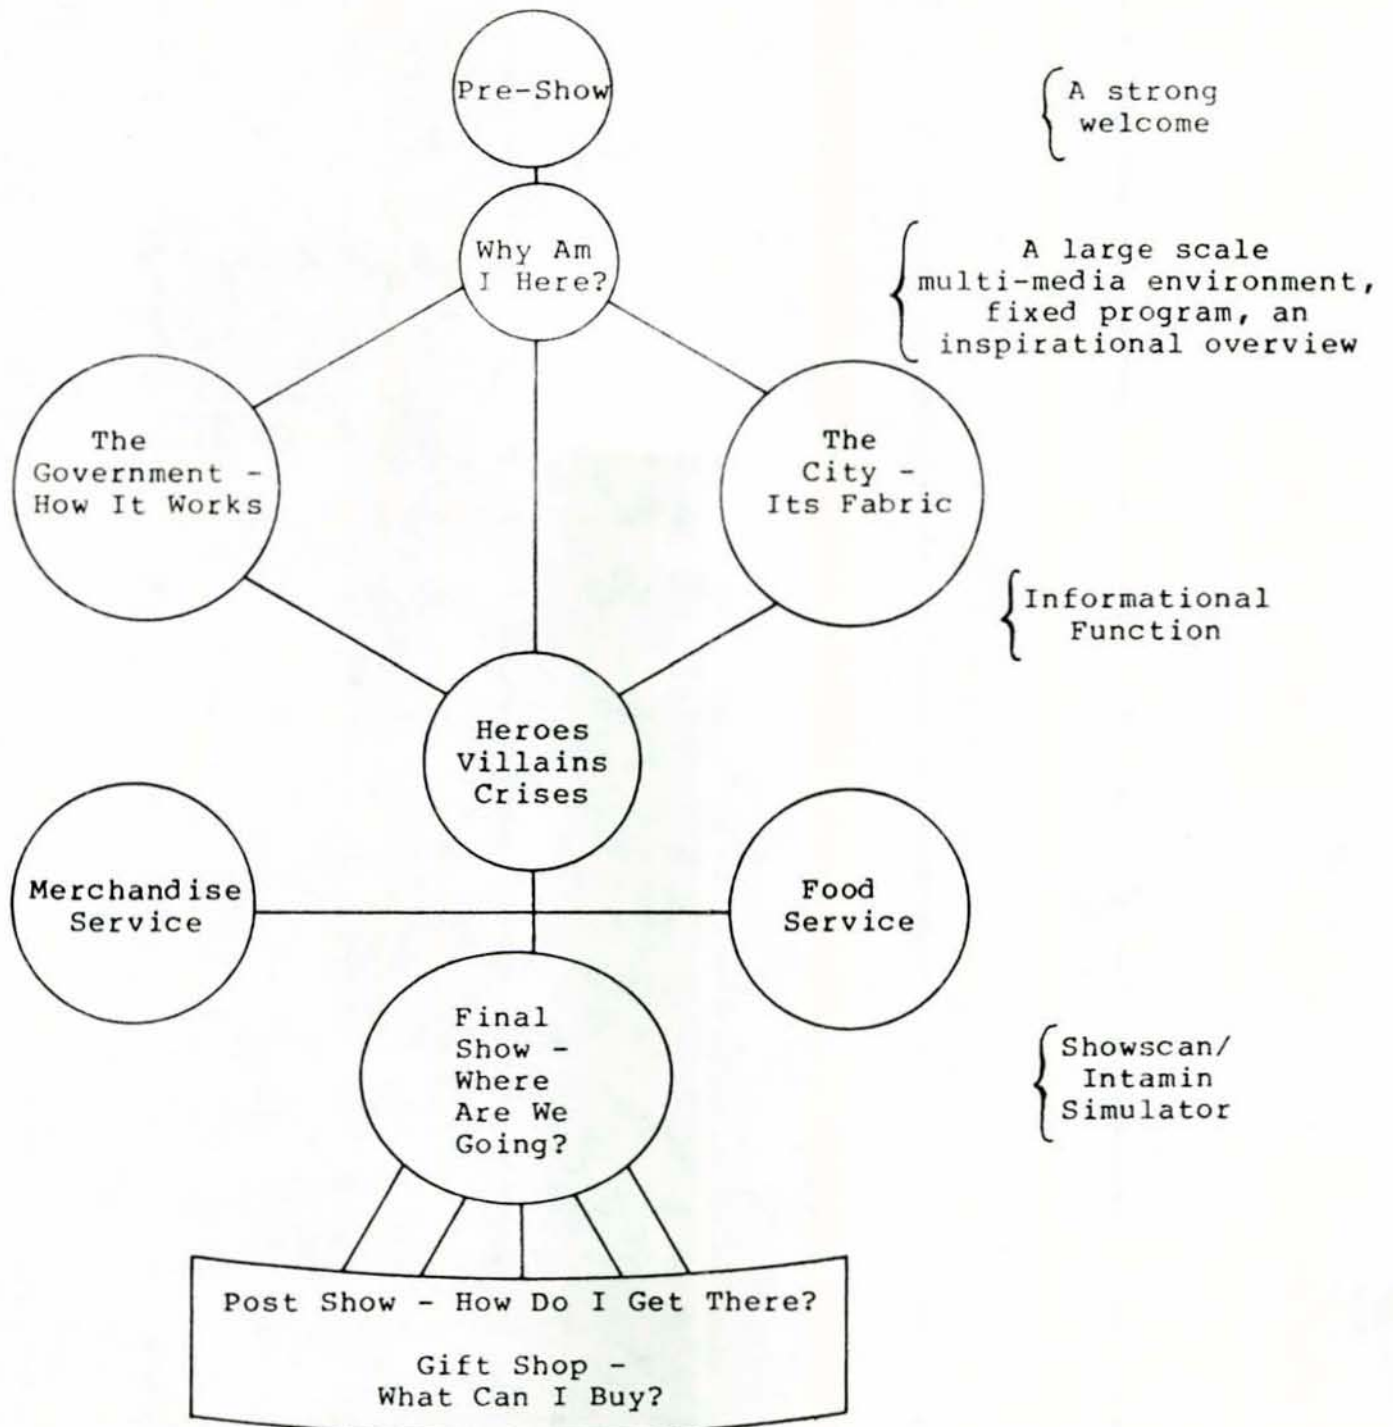 Pre-Show
A strong
welcome
Why Am
I Here?
A large scale
multi-media environment,
fixed program, an
inspirational overview
The
Government -
How It Works
The
City -
Its Fabric
Informational
Function
Heroes
Villains
Crises
Merchandise
Service
Food
Service
Final
Show -
Where
Are We
Going?
Showscan/
Intamin
Simulator
Post Show - How Do I Get There?
Gift Shop -
What Can I Buy?